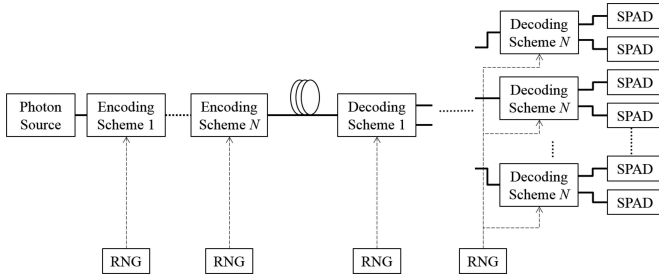 Decoding
Scheme N
SPAD
SPAD
Photon
Source
Encoding
Scheme 1
Encoding
Scheme N
Decoding
Scheme 1
Decoding
Scheme N
SPAD
SPAD
Decoding
Scheme N
SPAD
SPAD
RNG
RNG
RNG
RNG